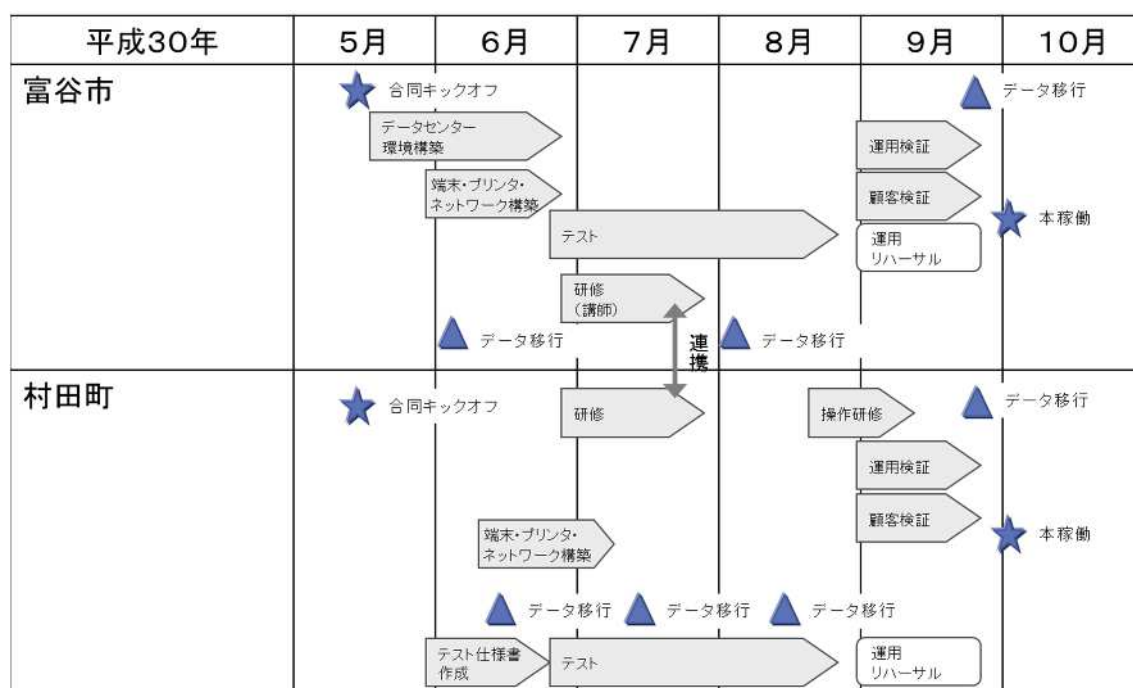 平成30年
5月
6月
7月
8月
9月
10月
富谷市
合同キックオフ
データ移行
データセンター
環境構築
運用検証
端末・プリンタ・
ネットワーク構築
顧客検証
テスト
本稼働
運用
リハーサル
研修
(講師)
データ移行
データ移行
連携
村田町
合同キックオフ
研修
操作研修
データ移行
運用検証
顧客検証
端末・プリンタ・
ネットワーク構築
本稼働
データ移行
データ移行
データ移行
テスト仕様書
作成
テスト
運用
リハーサル